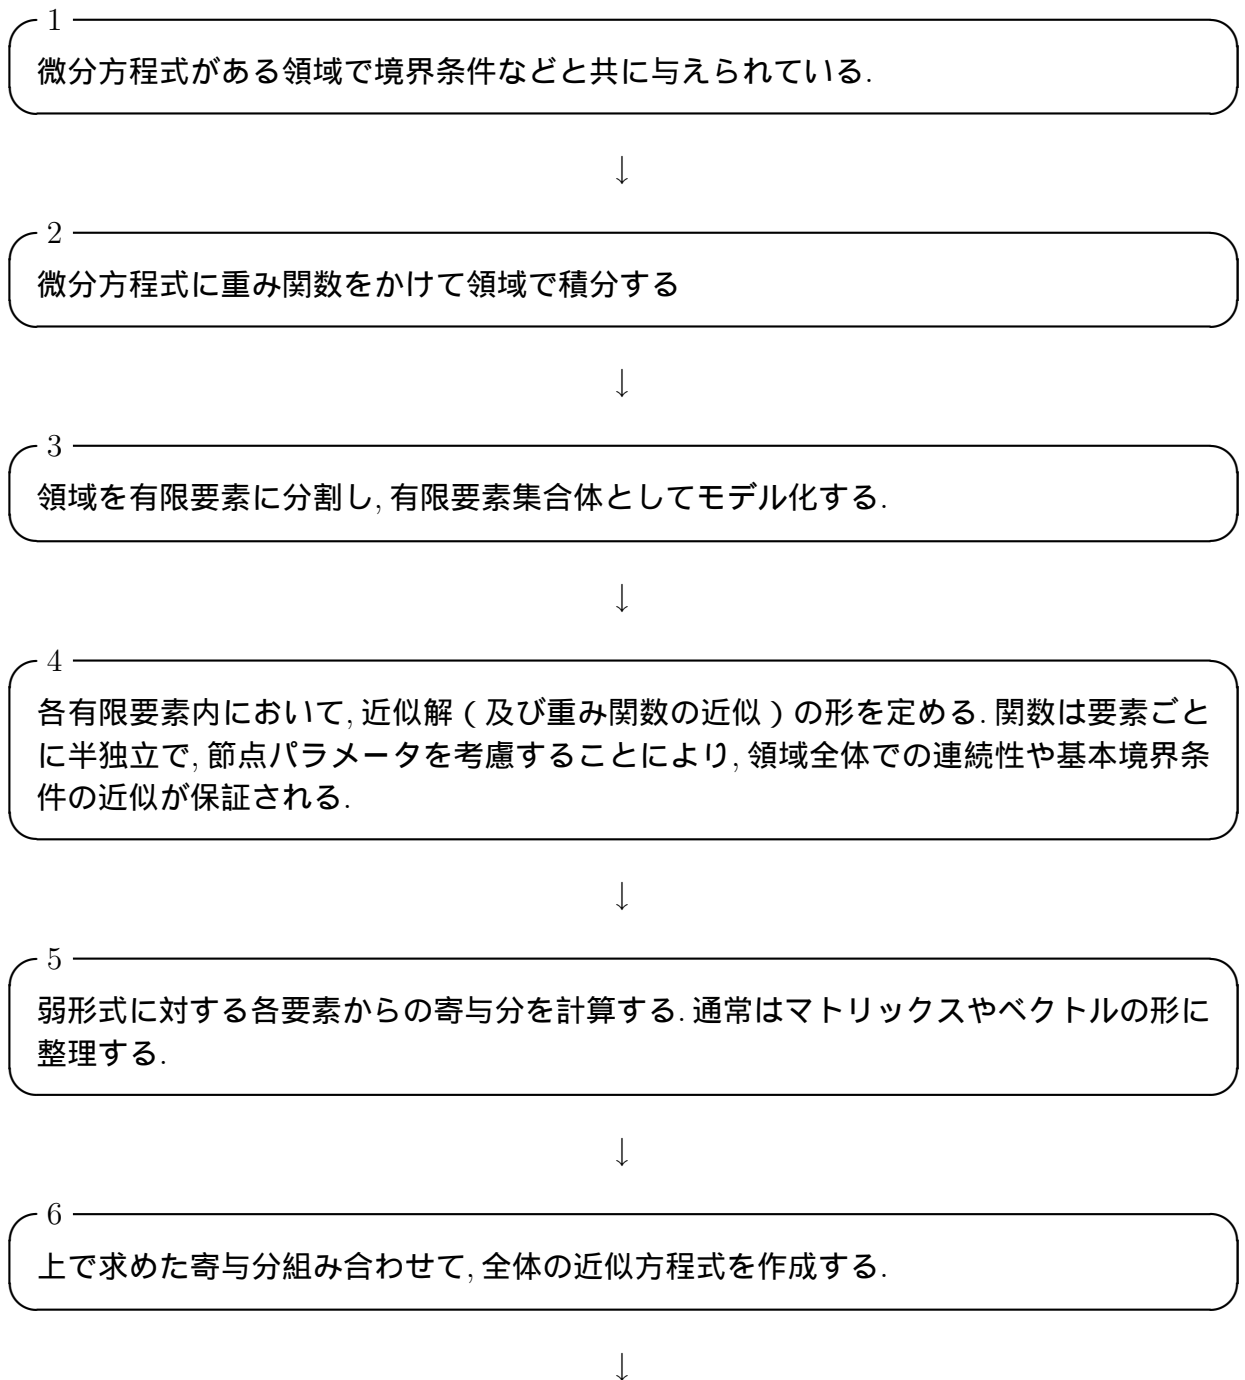 1
微分方程式がある領域で境界条件などと共に与えられている.
↓
2
微分方程式に重み関数をかけて領域で積分する
↓
3
領域を有限要素に分割し, 有限要素集合体としてモデル化する.
↓
4
各有限要素内において, 近似解（及び重み関数の近似）の形を定める. 関数は要素ごと
に半独立で, 節点パラメータを考慮することにより, 領域全体での連続性や基本境界条
件の近似が保証される.
↓
5
弱形式に対する各要素からの寄与分を計算する. 通常はマトリックスやベクトルの形に
整理する.
↓
6
上で求めた寄与分組み合わせて, 全体の近似方程式を作成する.
↓